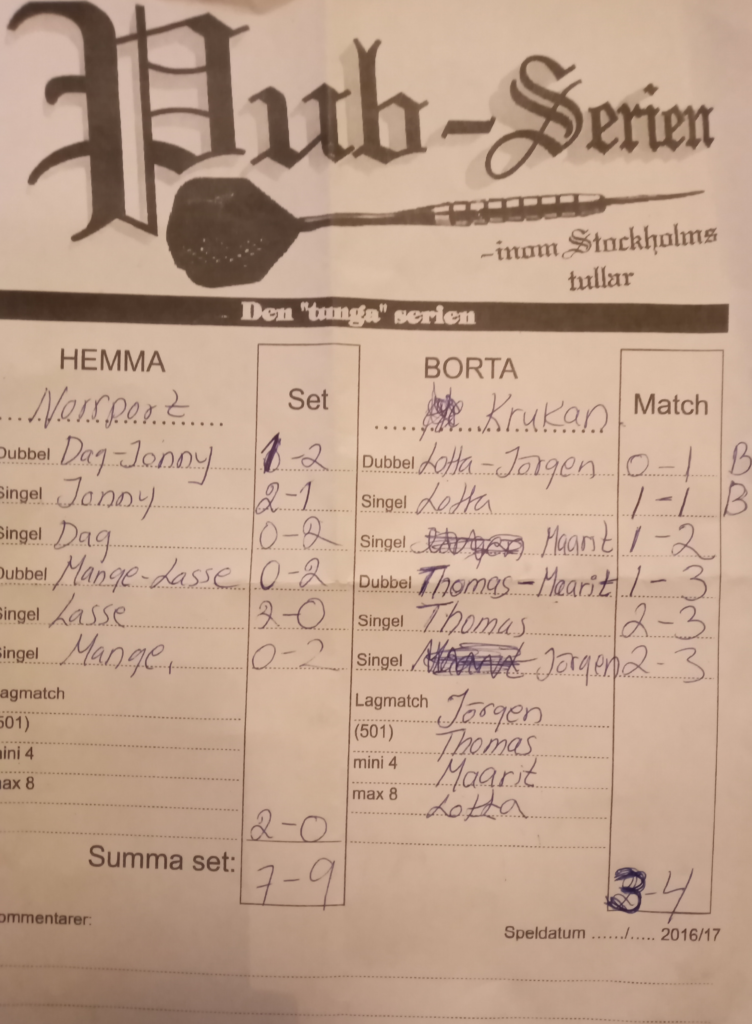 Pub-Serien
-inom Stockholms
tullar
Den "tunga" serien
HEMMA Set BORTA Match
Norrport Krukan
Dubbel Dag-Jonny 1-2 Dubbel Lotta-Jörgen 0-1 B
Singel Jonny 2-1 Singel Lotta 1-1 B
Singel Dag 0-2 Singel Maarit 1-2
Dubbel Mange-Lasse 0-2 Dubbel Thomas-Maarit 1-3
Singel Lasse 2-0 Singel Thomas 2-3
Singel Mange 0-2 Singel Jörgen 2-3
agmatch Lagmatch Jörgen
501) (501) Thomas
ini 4 mini 4 Maarit
ax 8 max 8 Lotta
2-0
Summa set: 7-9 3-4
ommentarer: Speldatum ....../..... 2016/17